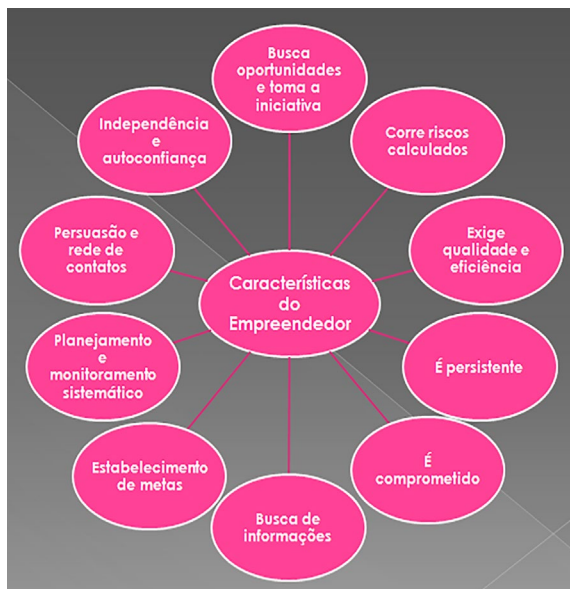 Busca
oportunidades
e toma a
iniciativa
Corre riscos
calculados
Exige
qualidade e
eficiência
É persistente
É
comprometido
Busca de
informações
Estabelecimento
de metas
Planejamento
e
monitoramento
sistemático
Persuasão e
rede de
contatos
Independência
e
autoconfiança
Características
do
Empreendedor